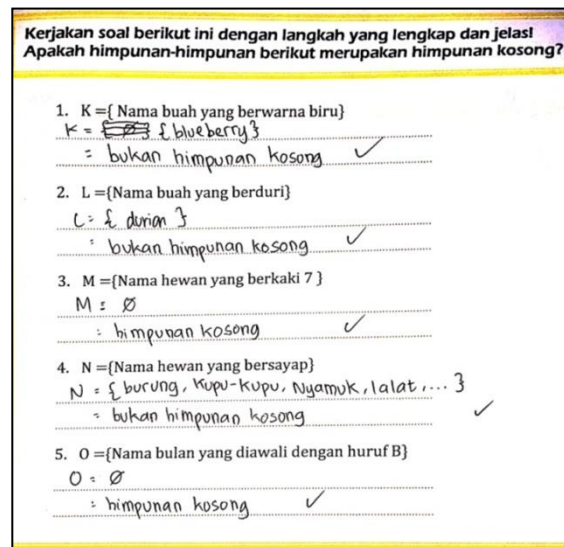 Kerjakan soal berikut ini dengan langkah yang lengkap dan jelas!
Apakah himpunan-himpunan berikut merupakan himpunan kosong?
1. K ={ Nama buah yang berwarna biru}
K = { blueberry }
= bukan himpunan kosong ✓
2. L ={Nama buah yang berduri}
L = { durian }
= bukan himpunan kosong ✓
3. M ={Nama hewan yang berkaki 7 }
M = Ø
= himpunan kosong ✓
4. N ={Nama hewan yang bersayap}
N = { burung, kupu-kupu, Nyamuk, lalat, ... }
= bukan himpunan kosong ✓
5. O ={Nama bulan yang diawali dengan huruf B}
O = Ø
= himpunan kosong ✓